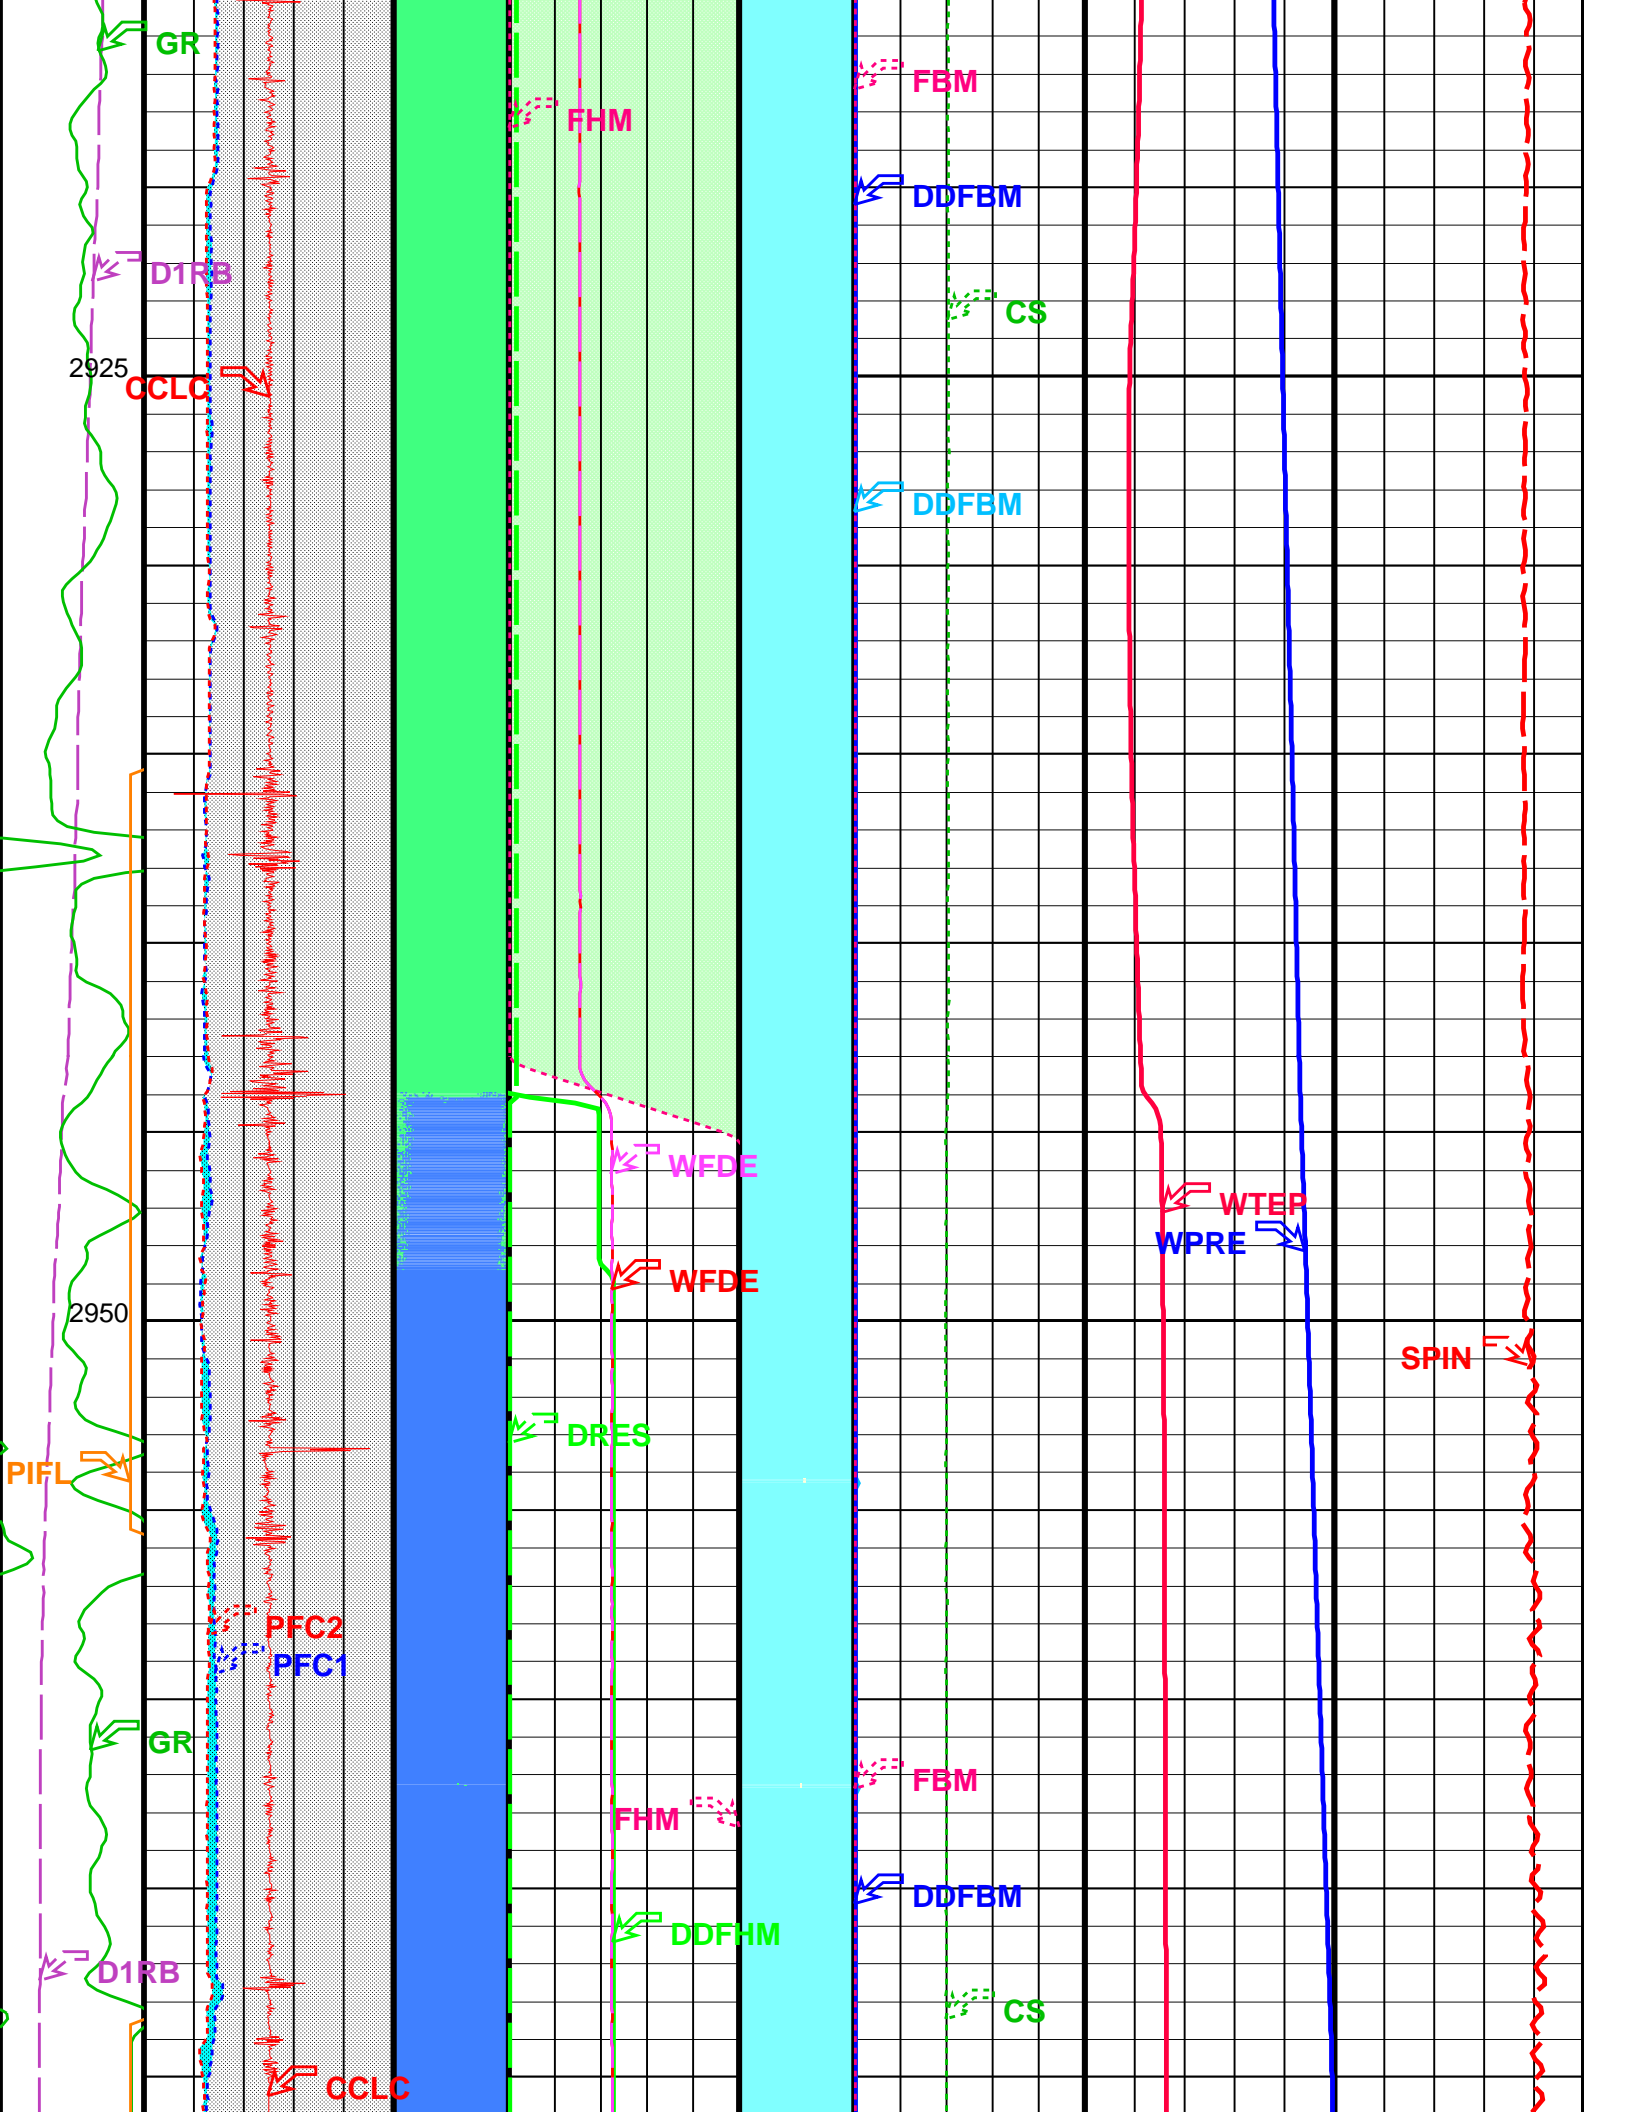 GR
FBM
FHM
DDFBM
D1RB
CS
2925
CCLC
DDFBM
WFDE
WTEP
WPRE
WFDE
2950
SPIN
DRES
PIFL
PFC2
PFC1
GR
FBM
FHM
DDFBM
DDFHM
D1RB
CS
CCLC